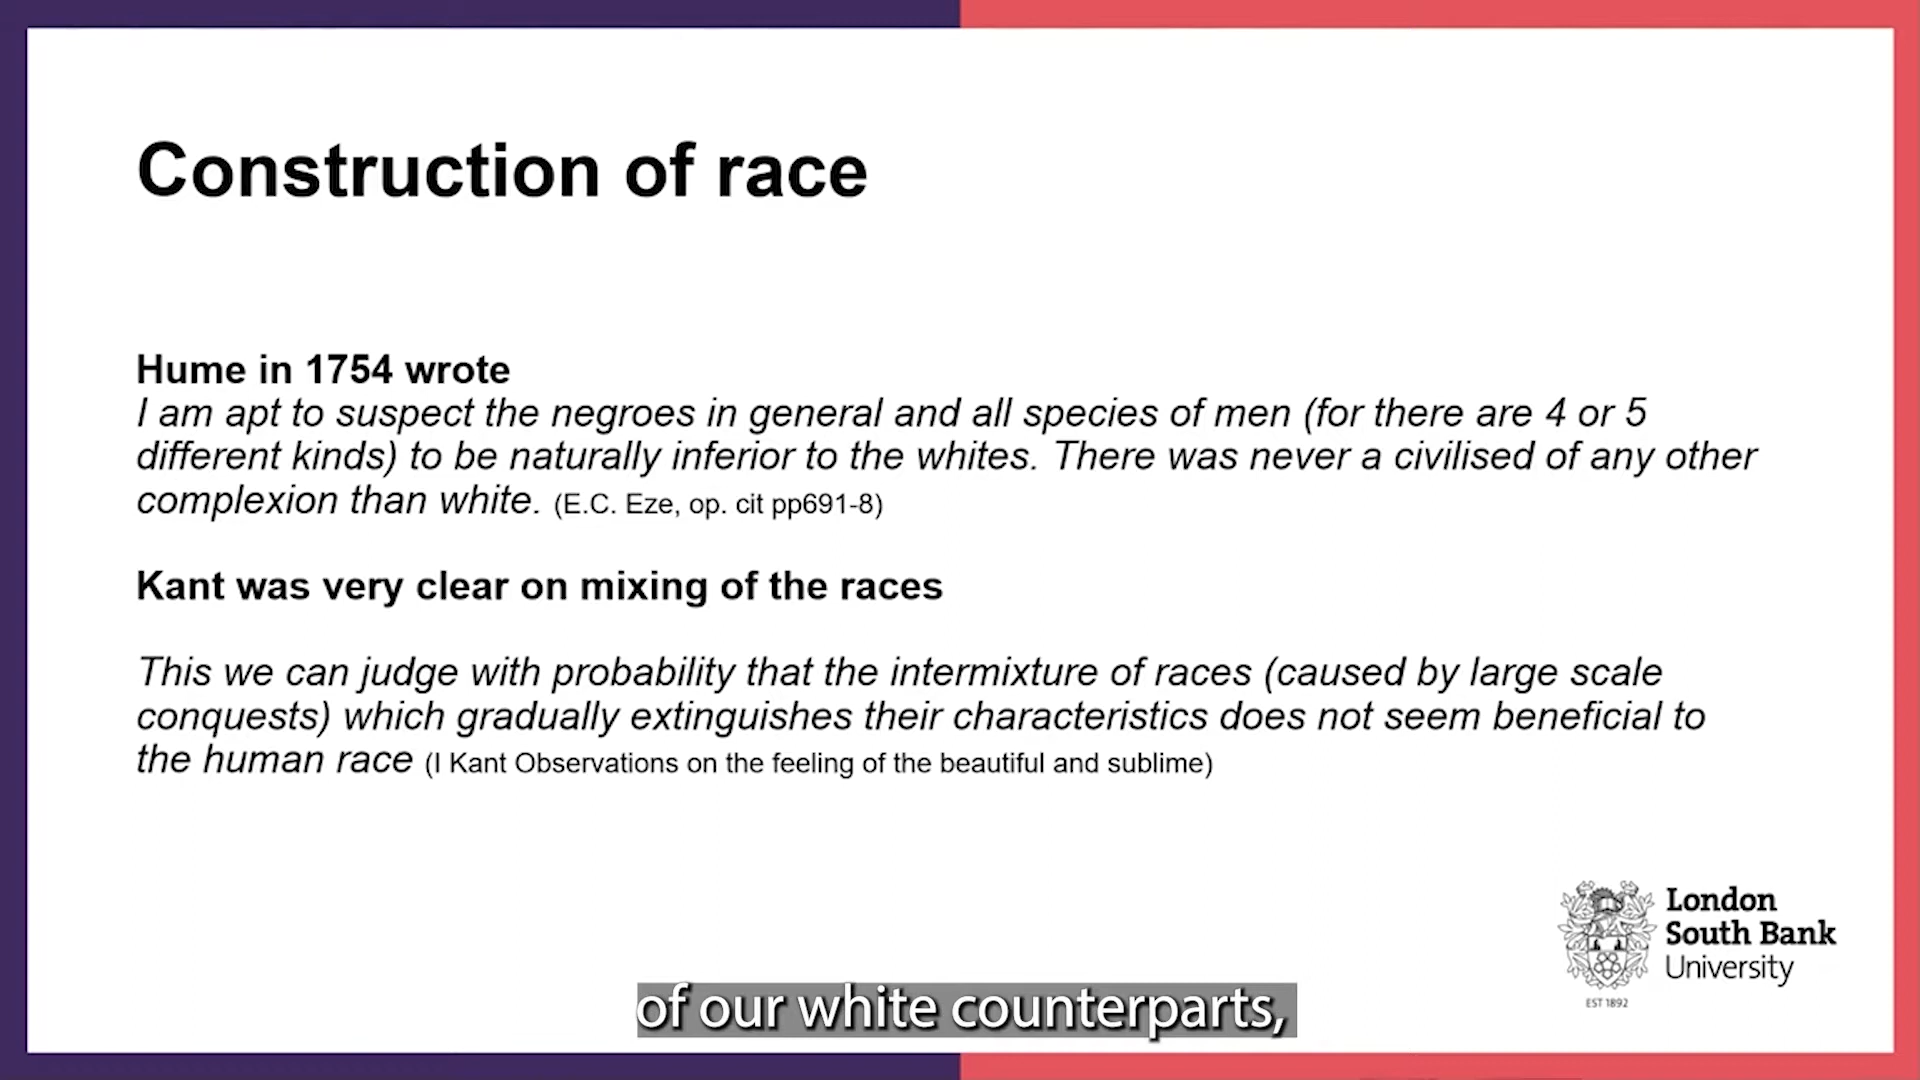 Construction of race
Hume in 1754 wrote
I am apt to suspect the negroes in general and all species of men (for there are 4 or 5
different kinds) to be naturally inferior to the whites. There was never a civilised of any other
complexion than white. (E.C. Eze, op. cit pp691-8)
Kant was very clear on mixing of the races
This we can judge with probability that the intermixture of races (caused by large scale
conquests) which gradually extinguishes their characteristics does not seem beneficial to
the human race (I Kant Observations on the feeling of the beautiful and sublime)
London
South Bank
University
EST 1892
of our white counterparts,